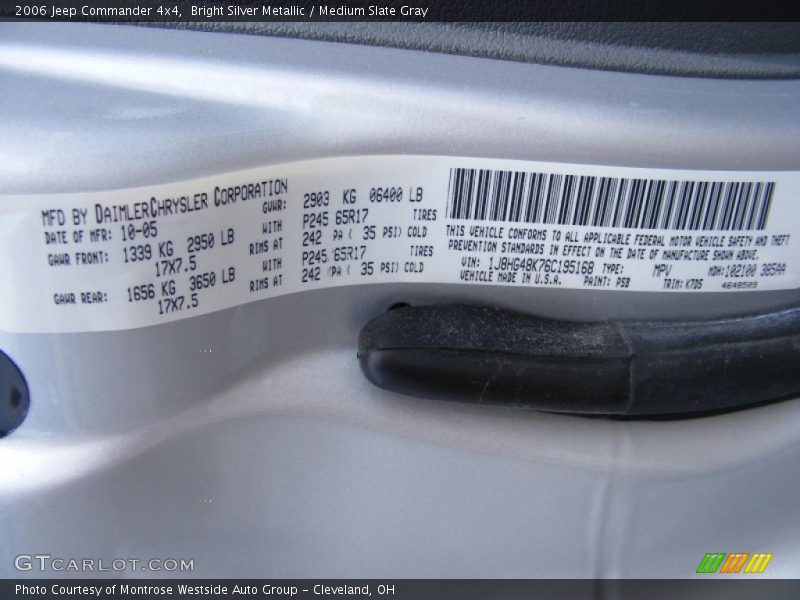 2006 Jeep Commander 4x4,  Bright Silver Metallic / Medium Slate Gray
MFD BY DAIMLERCHRYSLER CORPORATION
DATE OF MFR: 10-05 GVWR: 2903 KG 06400 LB
GAWR FRONT: 1339 KG 2950 LB WITH P245 65R17 TIRES
17X7.5 RIMS AT 242 PA ( 35 PSI) COLD
GAWR REAR: 1656 KG 3650 LB WITH P245 65R17 TIRES
17X7.5 RIMS AT 242 PA ( 35 PSI) COLD
THIS VEHICLE CONFORMS TO ALL APPLICABLE FEDERAL MOTOR VEHICLE SAFETY AND THEFT
PREVENTION STANDARDS IN EFFECT ON THE DATE OF MANUFACTURE SHOWN ABOVE.
VIN: 1J8HG48K76C195168 TYPE: MPV MDH:102100 385AA
VEHICLE MADE IN U.S.A. PAINT: PSB TRIM: K7D5 4648509
GTCARLOT.COM
Photo Courtesy of Montrose Westside Auto Group - Cleveland, OH